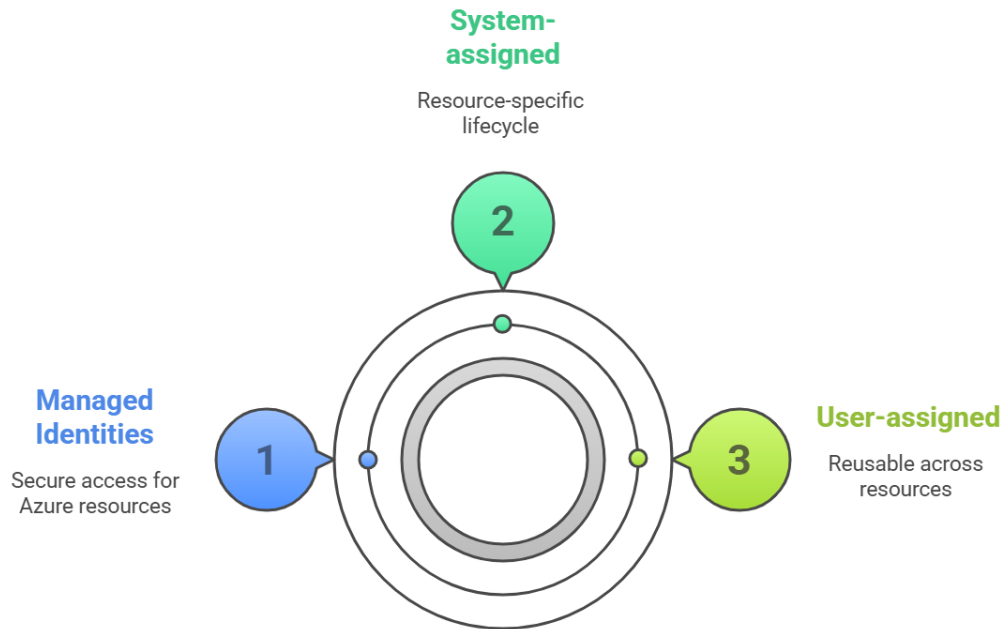 System-
assigned
Resource-specific
lifecycle
2
Managed
Identities
Secure access for
Azure resources
1
3
User-assigned
Reusable across
resources